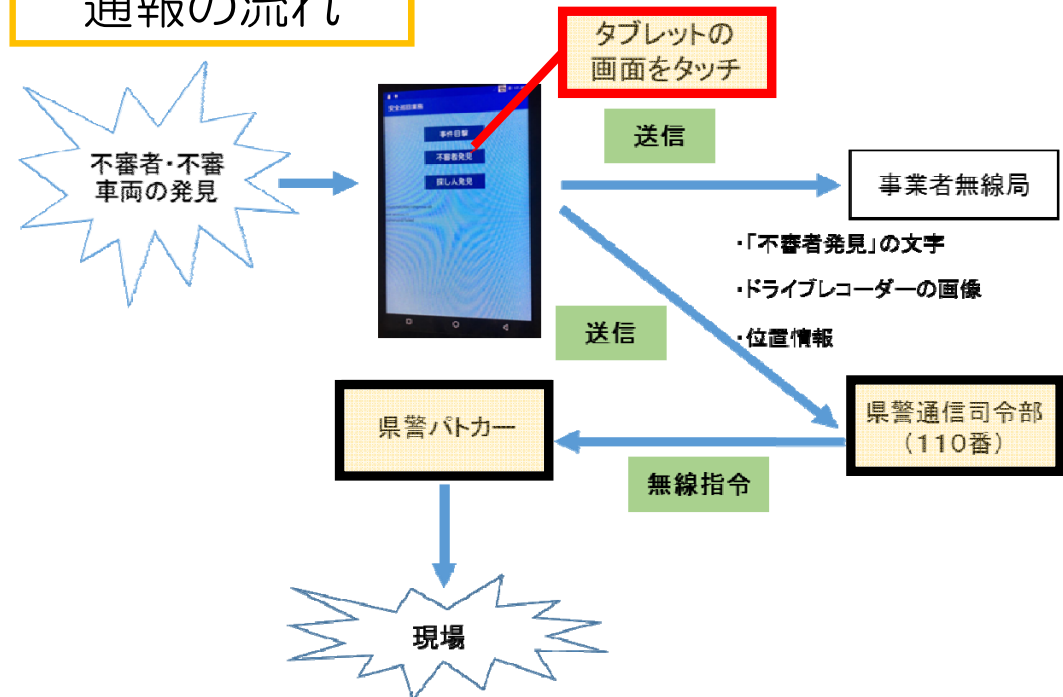 通報の流れ
タブレットの
画面をタッチ
不審者・不審
車両の発見
事件目撃
不審者発見
探し人発見
送信
事業者無線局
・「不審者発見」の文字
・ドライブレコーダーの画像
・位置情報
送信
県警通信司令部
（110番）
県警パトカー
無線指令
現場